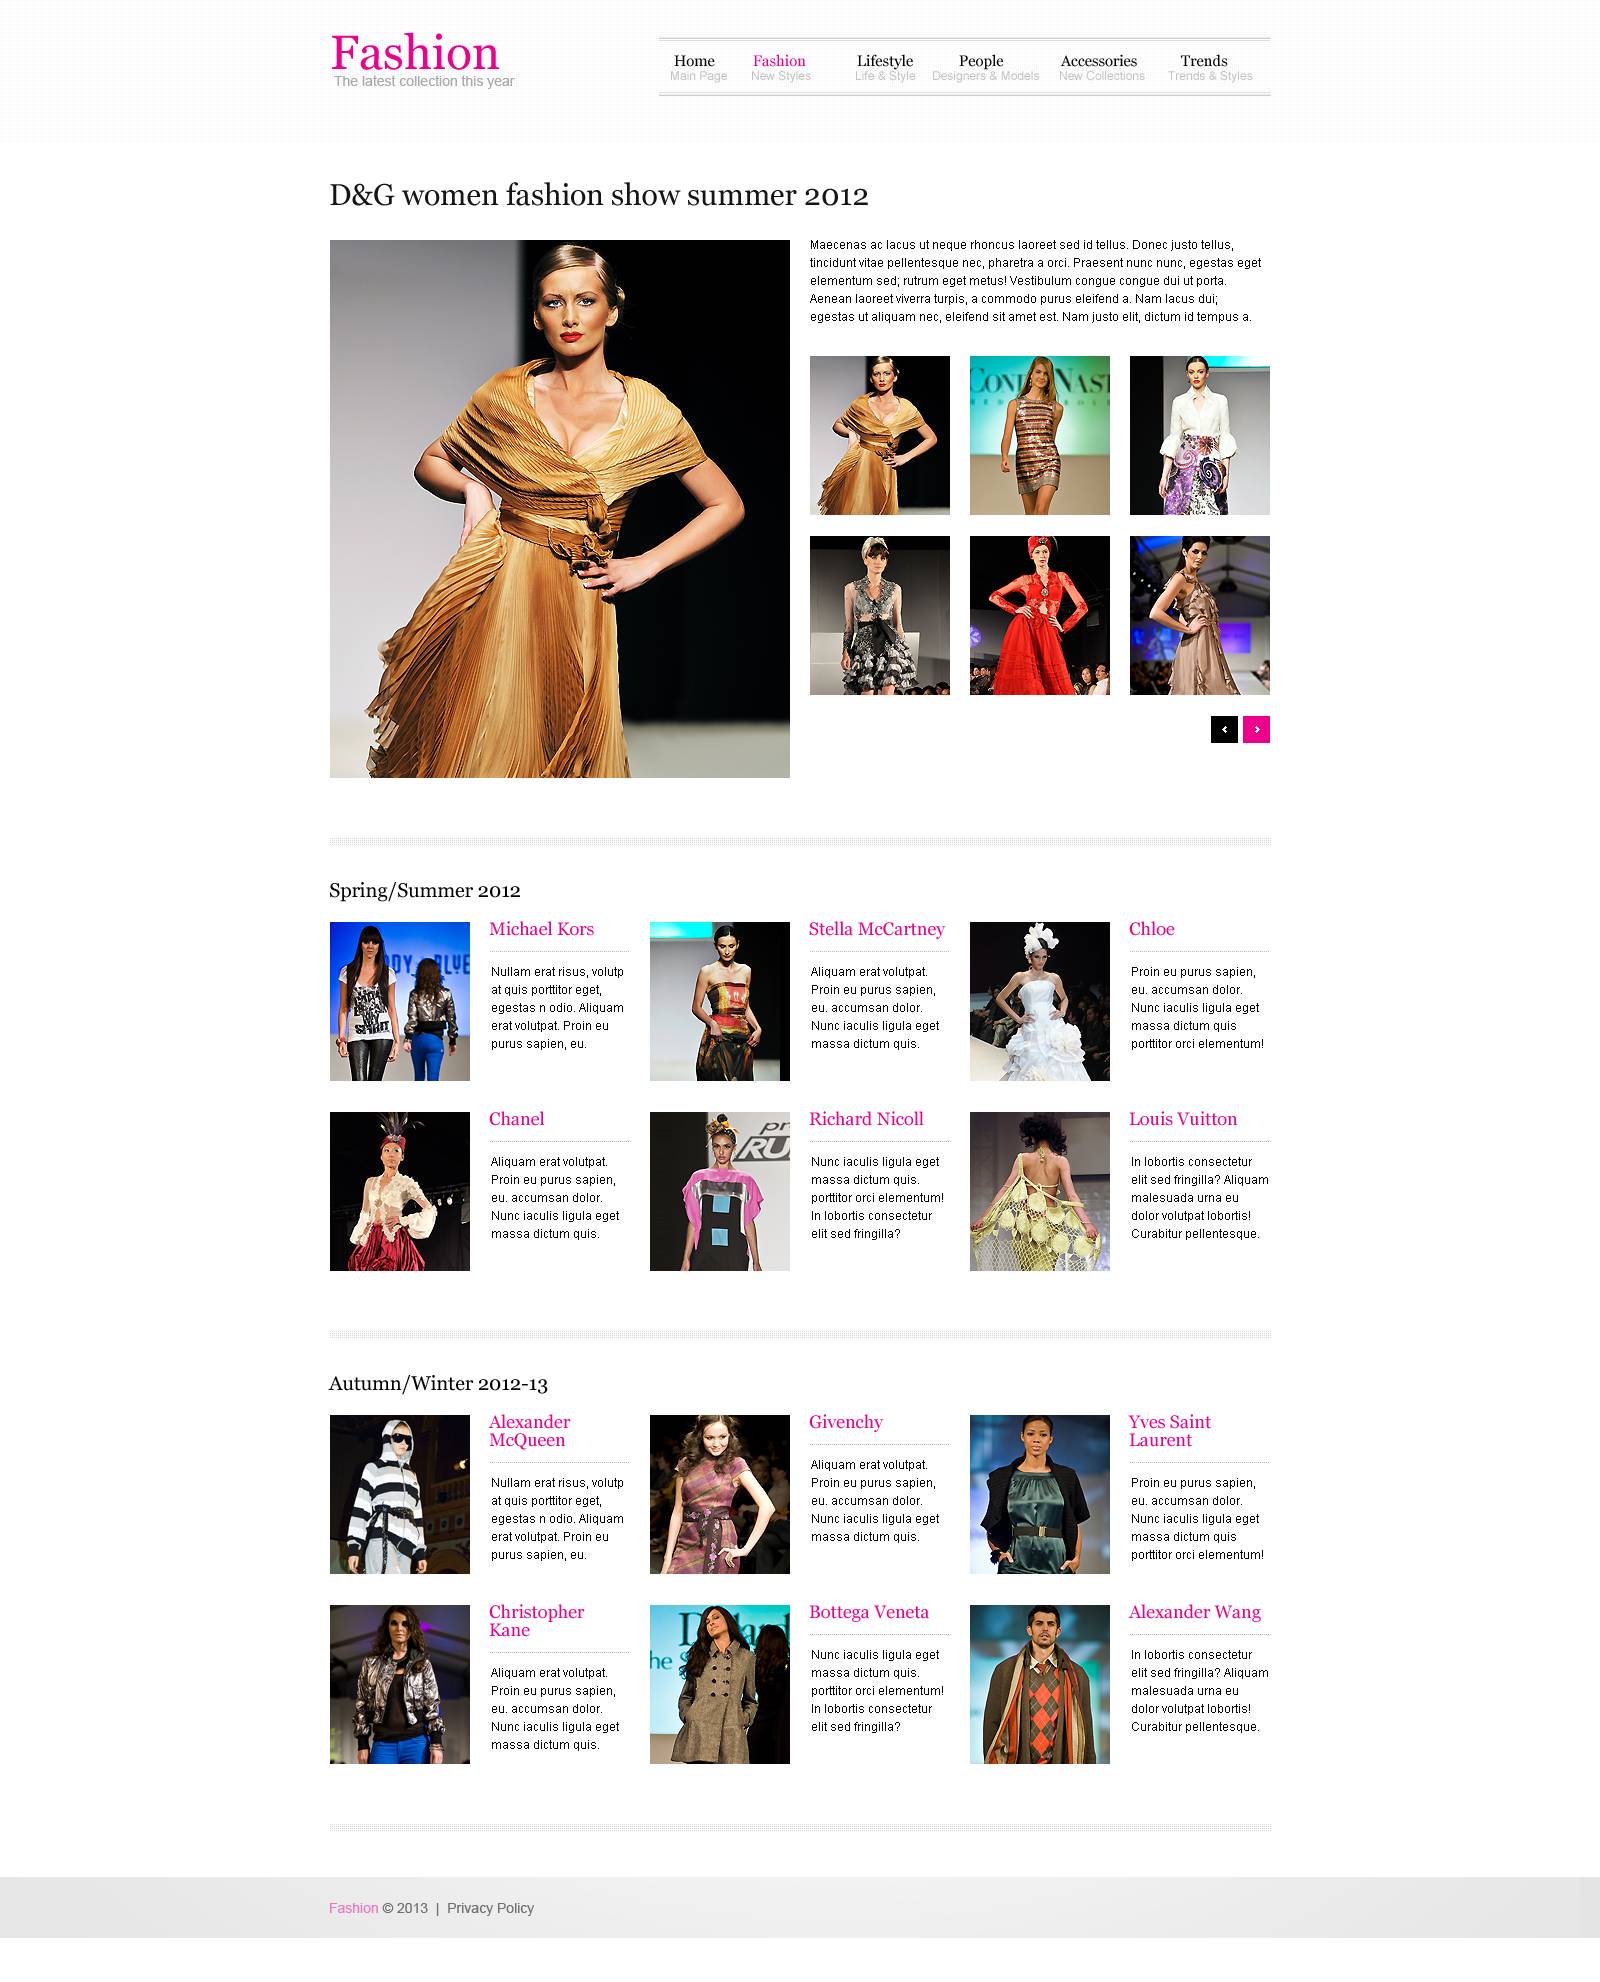 Fashion
The latest collection this year
Home Fashion Lifestyle People Accessories Trends
Main Page New Styles Life & Style Designers & Models New Collections Trends & Styles
D&G women fashion show summer 2012
Maecenas ac lacus ut neque rhoncus laoreet sed id tellus. Donec justo tellus,
tincidunt vitae pellentesque nec, pharetra a orci. Praesent nunc nunc, egestas eget
elementum sed; rutrum eget metus! Vestibulum congue congue dui ut porta.
Aenean laoreet viverra turpis, a commodo purus eleifend a. Nam lacus dui;
egestas ut aliquam nec, eleifend sit amet est. Nam justo elit, dictum id tempus a.
Spring/Summer 2012
Michael Kors
Nullam erat risus, volutp
at quis porttitor eget,
egestas n odio. Aliquam
erat volutpat. Proin eu
purus sapien, eu.
Stella McCartney
Aliquam erat volutpat.
Proin eu purus sapien,
eu. accumsan dolor.
Nunc iaculis ligula eget
massa dictum quis.
Chloe
Proin eu purus sapien,
eu. accumsan dolor.
Nunc iaculis ligula eget
massa dictum quis
porttitor orci elementum!
Chanel
Aliquam erat volutpat.
Proin eu purus sapien,
eu. accumsan dolor.
Nunc iaculis ligula eget
massa dictum quis.
Richard Nicoll
Nunc iaculis ligula eget
massa dictum quis.
porttitor orci elementum!
In lobortis consectetur
elit sed fringilla?
Louis Vuitton
In lobortis consectetur
elit sed fringilla? Aliquam
malesuada urna eu
dolor volutpat lobortis!
Curabitur pellentesque.
Autumn/Winter 2012-13
Alexander
McQueen
Nullam erat risus, volutp
at quis porttitor eget,
egestas n odio. Aliquam
erat volutpat. Proin eu
purus sapien, eu.
Givenchy
Aliquam erat volutpat.
Proin eu purus sapien,
eu. accumsan dolor.
Nunc iaculis ligula eget
massa dictum quis.
Yves Saint
Laurent
Proin eu purus sapien,
eu. accumsan dolor.
Nunc iaculis ligula eget
massa dictum quis
porttitor orci elementum!
Christopher
Kane
Aliquam erat volutpat.
Proin eu purus sapien,
eu. accumsan dolor.
Nunc iaculis ligula eget
massa dictum quis.
Bottega Veneta
Nunc iaculis ligula eget
massa dictum quis.
porttitor orci elementum!
In lobortis consectetur
elit sed fringilla?
Alexander Wang
In lobortis consectetur
elit sed fringilla? Aliquam
malesuada urna eu
dolor volutpat lobortis!
Curabitur pellentesque.
Fashion © 2013 | Privacy Policy